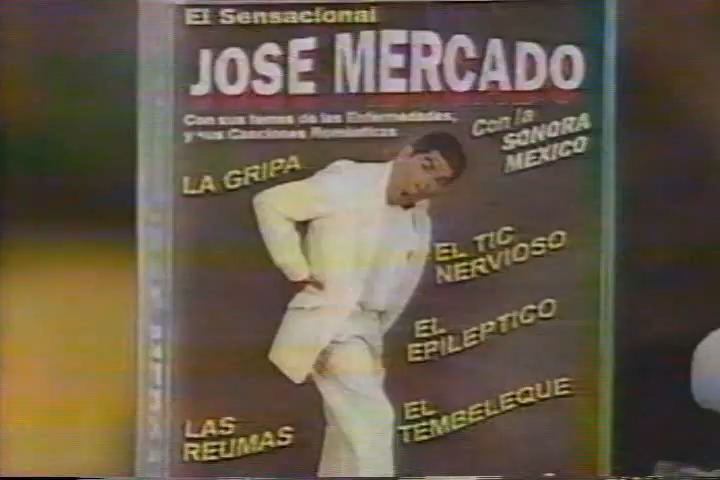 El Sensacional
JOSE MERCADO
Con sus temas de las Enfermedades,
y sus Canciones Romanticas
Con la
SONORA
MEXICO
LA GRIPA
EL TIC
NERVIOSO
EL
EPILEPTICO
LAS
REUMAS
EL
TEMBELEQUE